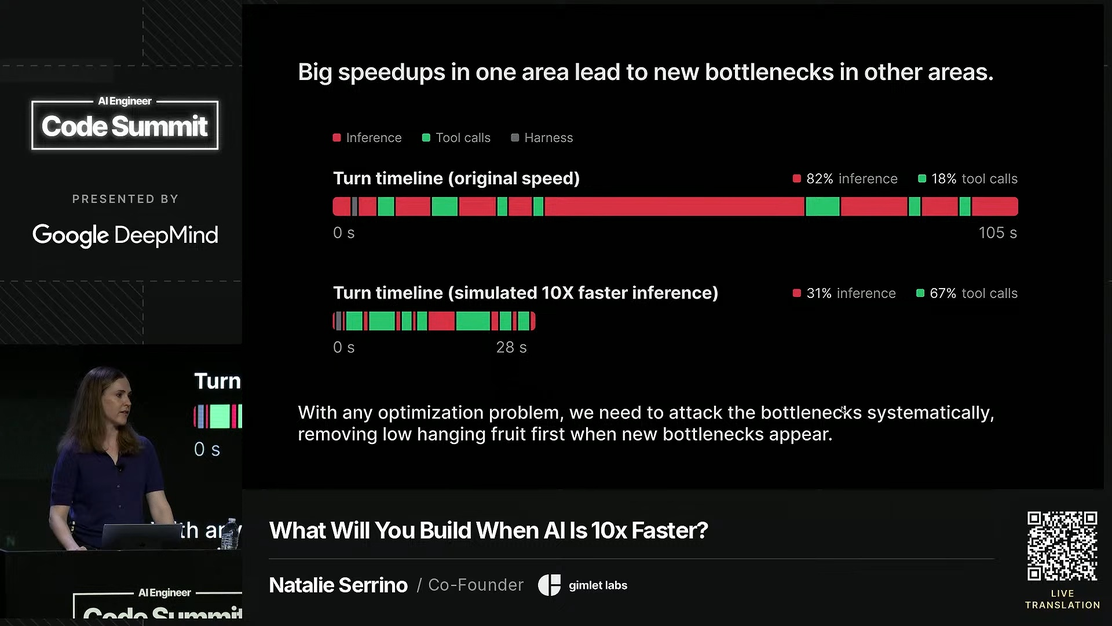 AI Engineer
Code Summit
PRESENTED BY
Google DeepMind
Big speedups in one area lead to new bottlenecks in other areas.
Inference Tool calls Harness
Turn timeline (original speed) 82% inference 18% tool calls
0 s 105 s
Turn timeline (simulated 10X faster inference) 31% inference 67% tool calls
0 s 28 s
With any optimization problem, we need to attack the bottlenecks systematically,
removing low hanging fruit first when new bottlenecks appear.
Turn
0 s
th any
AI Engineer
Code Summit
What Will You Build When AI Is 10x Faster?
Natalie Serrino / Co-Founder gimlet labs
LIVE
TRANSLATION